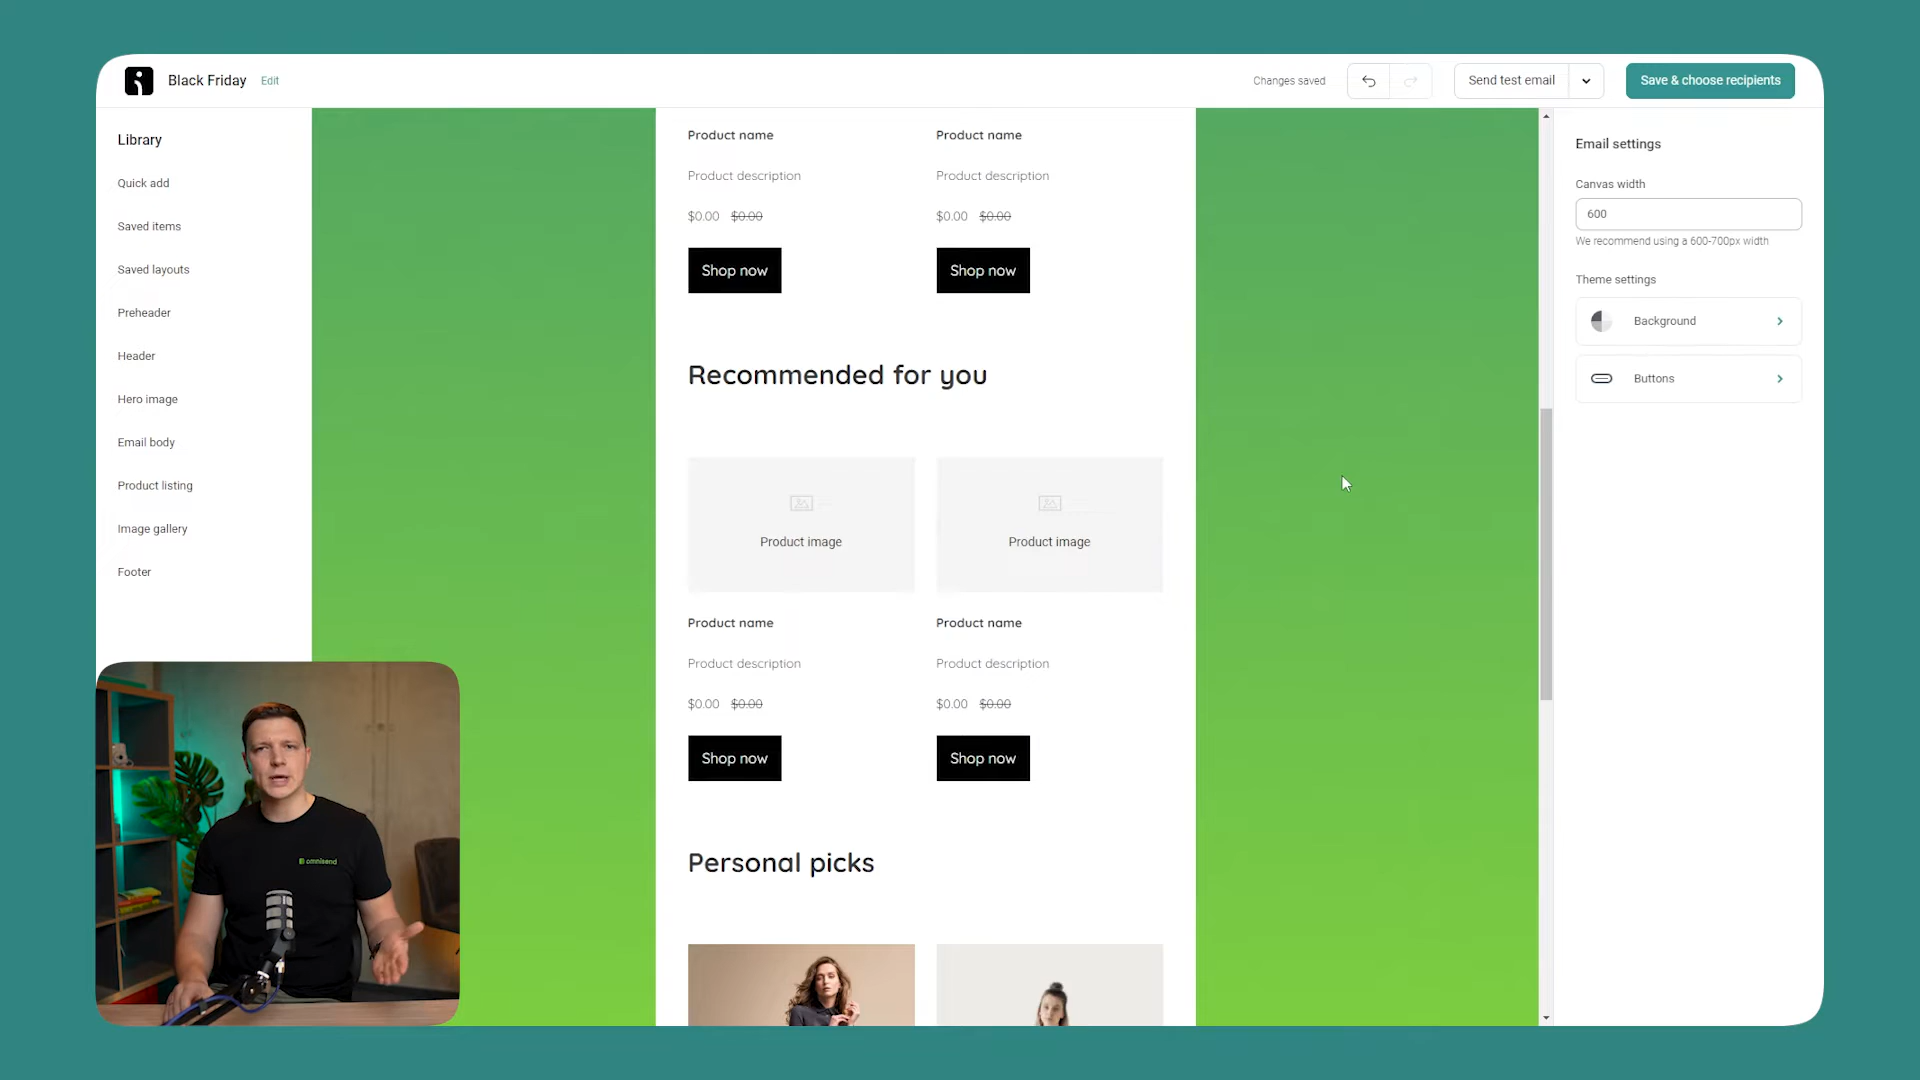 Black Friday
Edit
Changes saved
Send test email
Save & choose recipients
Library
Quick add
Saved items
Saved layouts
Preheader
Header
Hero image
Email body
Product listing
Image gallery
Footer
Product name
Product name
Product description
Product description
$0.00 $0.00
$0.00 $0.00
Shop now
Shop now
Recommended for you
Product image
Product image
Product name
Product name
Product description
Product description
$0.00 $0.00
$0.00 $0.00
Shop now
Shop now
Personal picks
Email settings
Canvas width
600
We recommend using a 600-700px width
Theme settings
Background
Buttons
omnisend